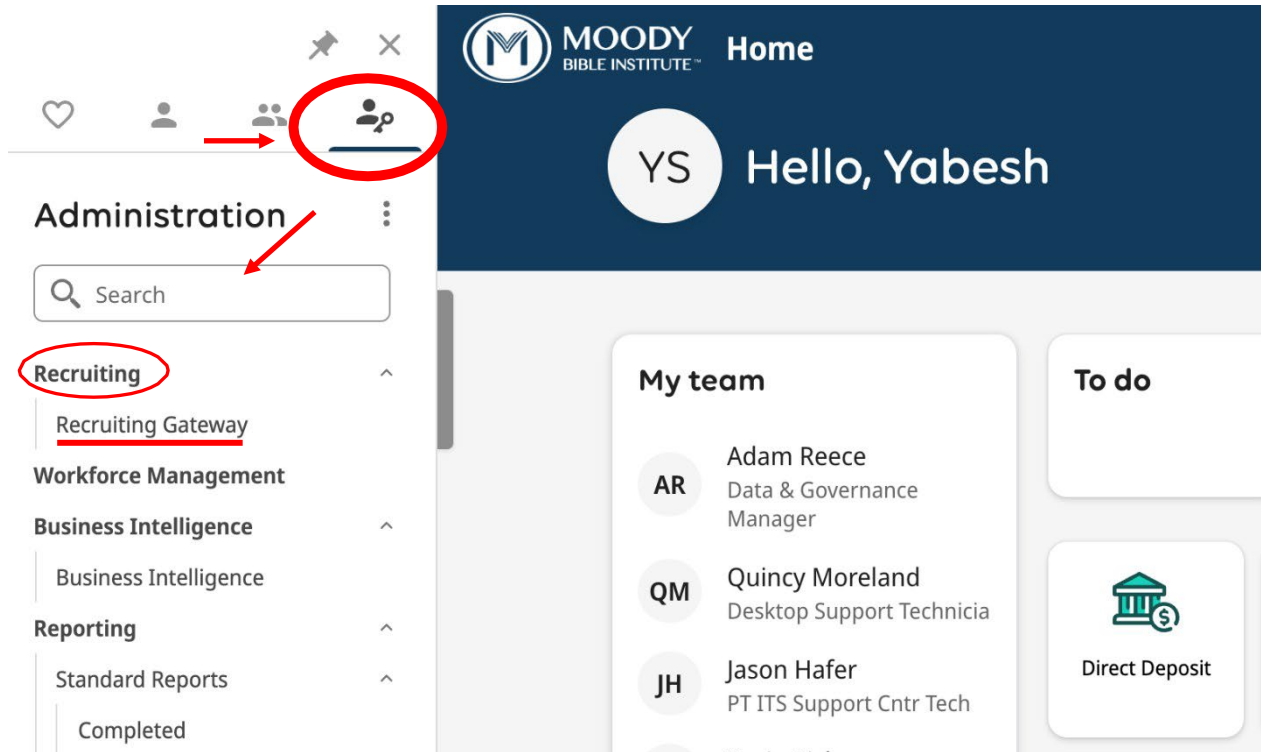 MOODY
BIBLE INSTITUTE™
Home
YS
Hello, Yabesh
Administration
Search
Recruiting
Recruiting Gateway
Workforce Management
Business Intelligence
Business Intelligence
Reporting
Standard Reports
Completed
My team
AR
Adam Reece
Data & Governance
Manager
QM
Quincy Moreland
Desktop Support Technicia
JH
Jason Hafer
PT ITS Support Cntr Tech
To do
Direct Deposit